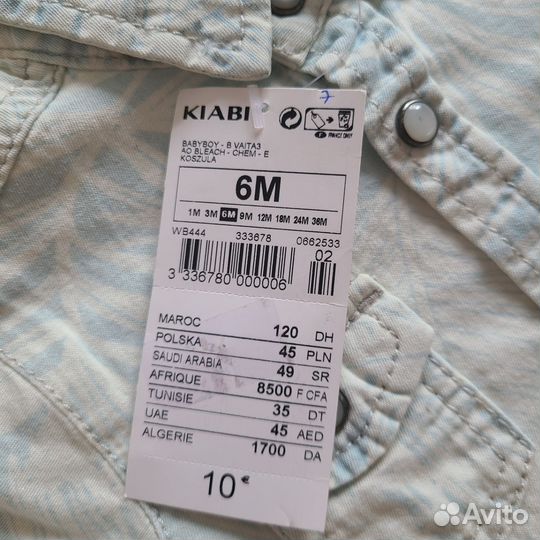 7
KIABI
FRANCE ONLY
BABYBOY - B VAITA3
AO BLEACH - CHEM - E
KOSZULA
6M
1M 3M 6M 9M 12M 18M 24M 36M
WB444 333678 0662533
02
3 336780 000006
MAROC 120 DH
POLSKA 45 PLN
SAUDI ARABIA 49 SR
AFRIQUE 8500 F CFA
TUNISIE 35 DT
UAE 45 AED
ALGERIE 1700 DA
10 €
Avito